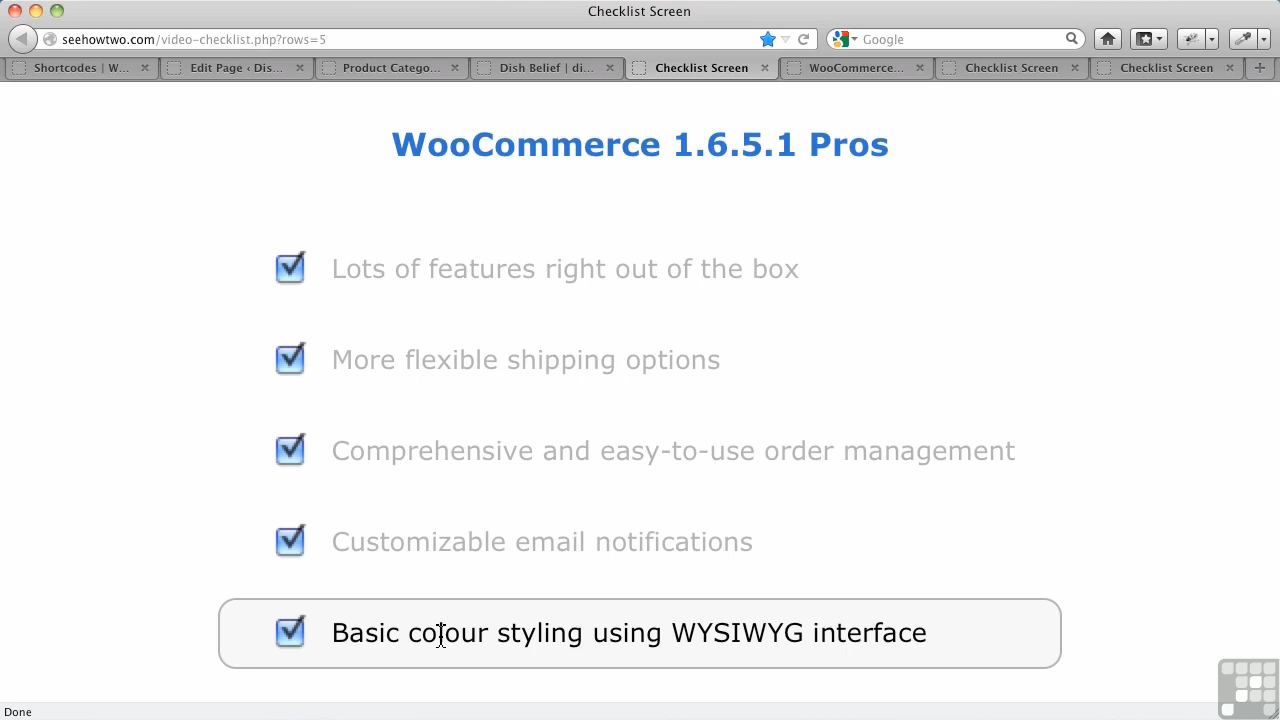 Checklist Screen
seehowtwo.com/video-checklist.php?rows=5
Google
Shortcodes | W...
Edit Page ‹ Dis...
Product Catego...
Dish Belief | di...
Checklist Screen
WooCommerce...
Checklist Screen
Checklist Screen
WooCommerce 1.6.5.1 Pros
Lots of features right out of the box
More flexible shipping options
Comprehensive and easy-to-use order management
Customizable email notifications
Basic colour styling using WYSIWYG interface
Done